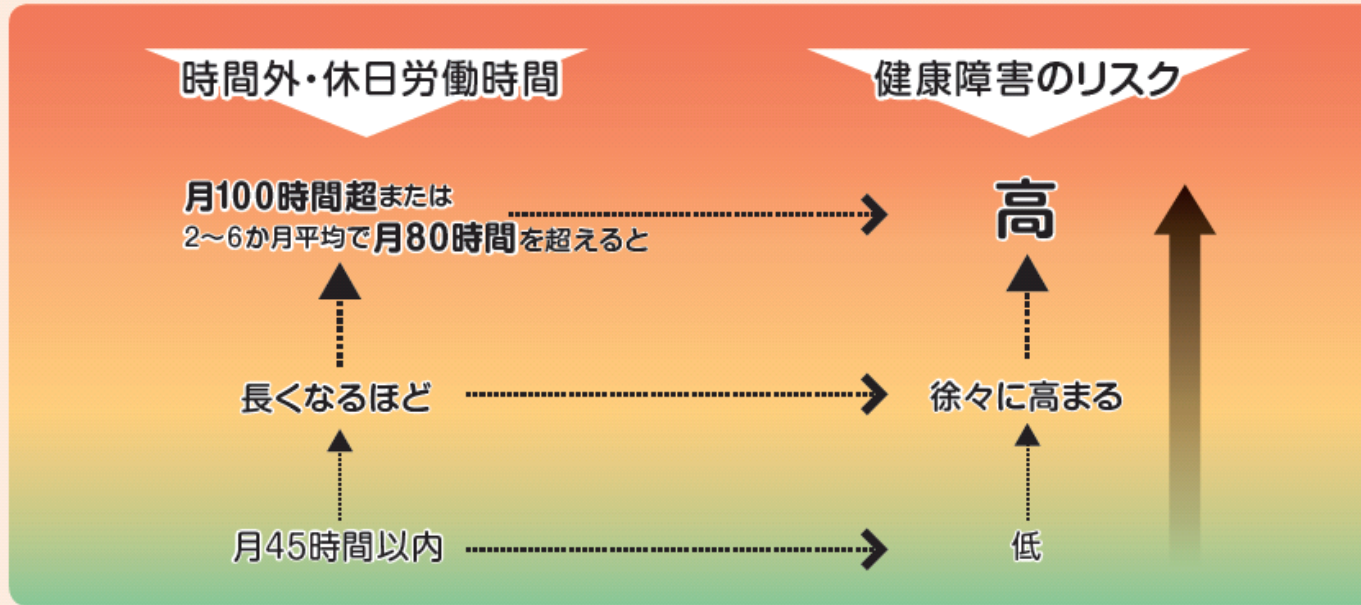 時間外・休日労働時間
健康障害のリスク
月100時間超または
2～6か月平均で月80時間を超えると
高
長くなるほど
徐々に高まる
月45時間以内
低